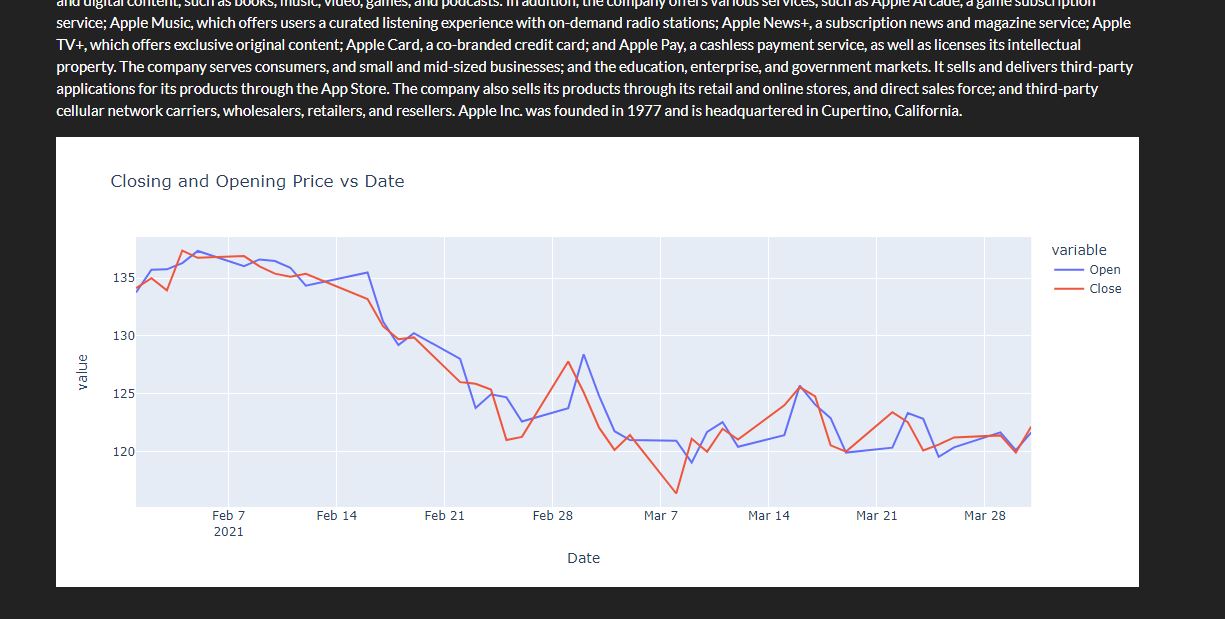 and digital content, such as books, music, video, games, and podcasts. In addition, the company offers various services, such as Apple Arcade, a game subscription
service; Apple Music, which offers users a curated listening experience with on-demand radio stations; Apple News+, a subscription news and magazine service; Apple
TV+, which offers exclusive original content; Apple Card, a co-branded credit card; and Apple Pay, a cashless payment service, as well as licenses its intellectual
property. The company serves consumers, and small and mid-sized businesses; and the education, enterprise, and government markets. It sells and delivers third-party
applications for its products through the App Store. The company also sells its products through its retail and online stores, and direct sales force; and third-party
cellular network carriers, wholesalers, retailers, and resellers. Apple Inc. was founded in 1977 and is headquartered in Cupertino, California.
Closing and Opening Price vs Date
variable
Open
Close
135
130
125
120
value
Feb 7
2021
Feb 14
Feb 21
Feb 28
Mar 7
Mar 14
Mar 21
Mar 28
Date